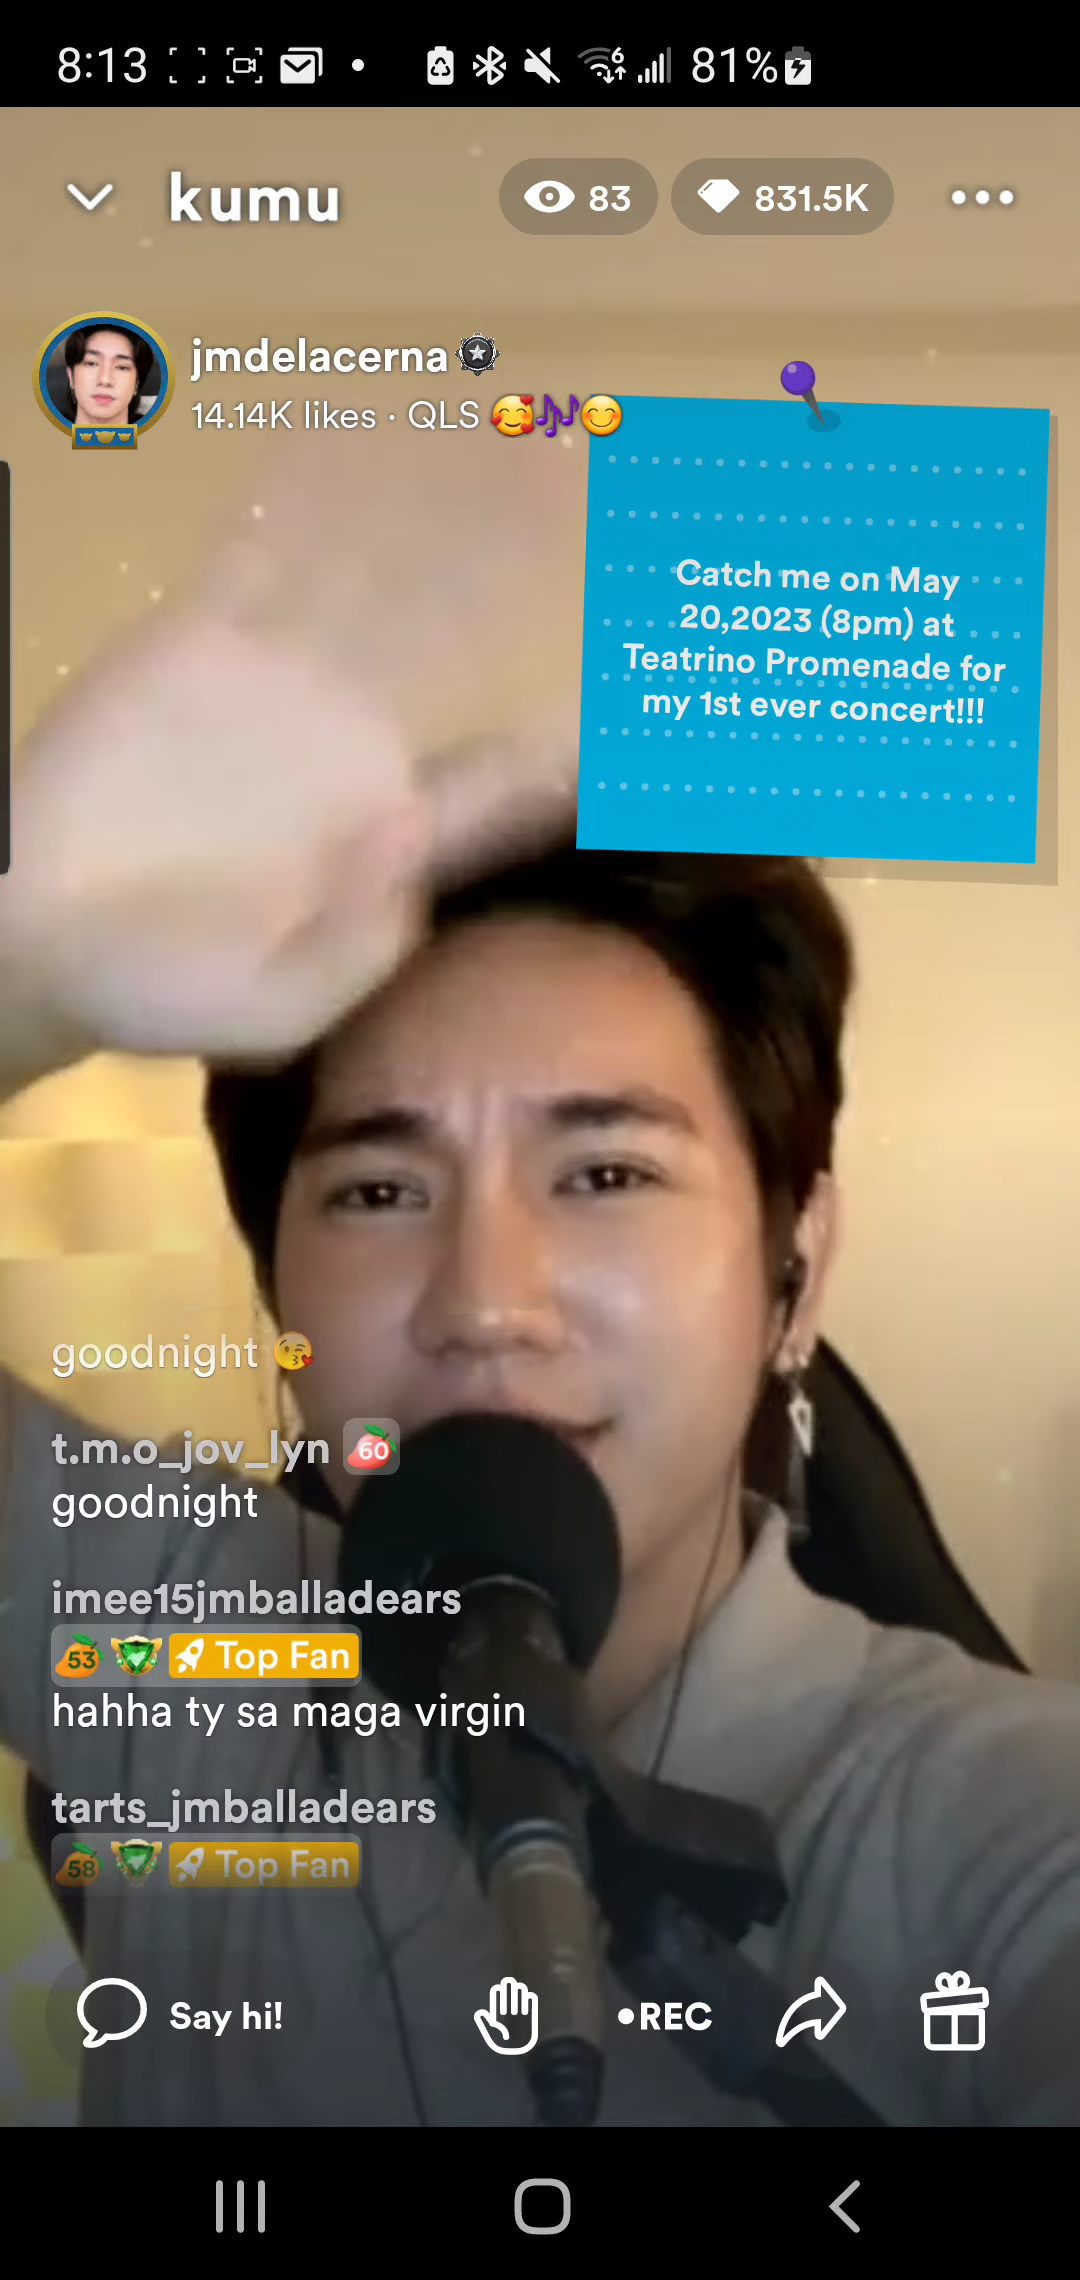 8:13
81%
kumu
83
831.5K
jmdelacerna
14.14K likes · QLS 🥰🎶😊
Catch me on May
20,2023 (8pm) at
Teatrino Promenade for
my 1st ever concert!!!
goodnight 😘
t.m.o_jov_lyn 60
goodnight
imee15jmballadears
53 Top Fan
hahha ty sa maga virgin
tarts_jmballadears
58 Top Fan
Say hi!
•REC